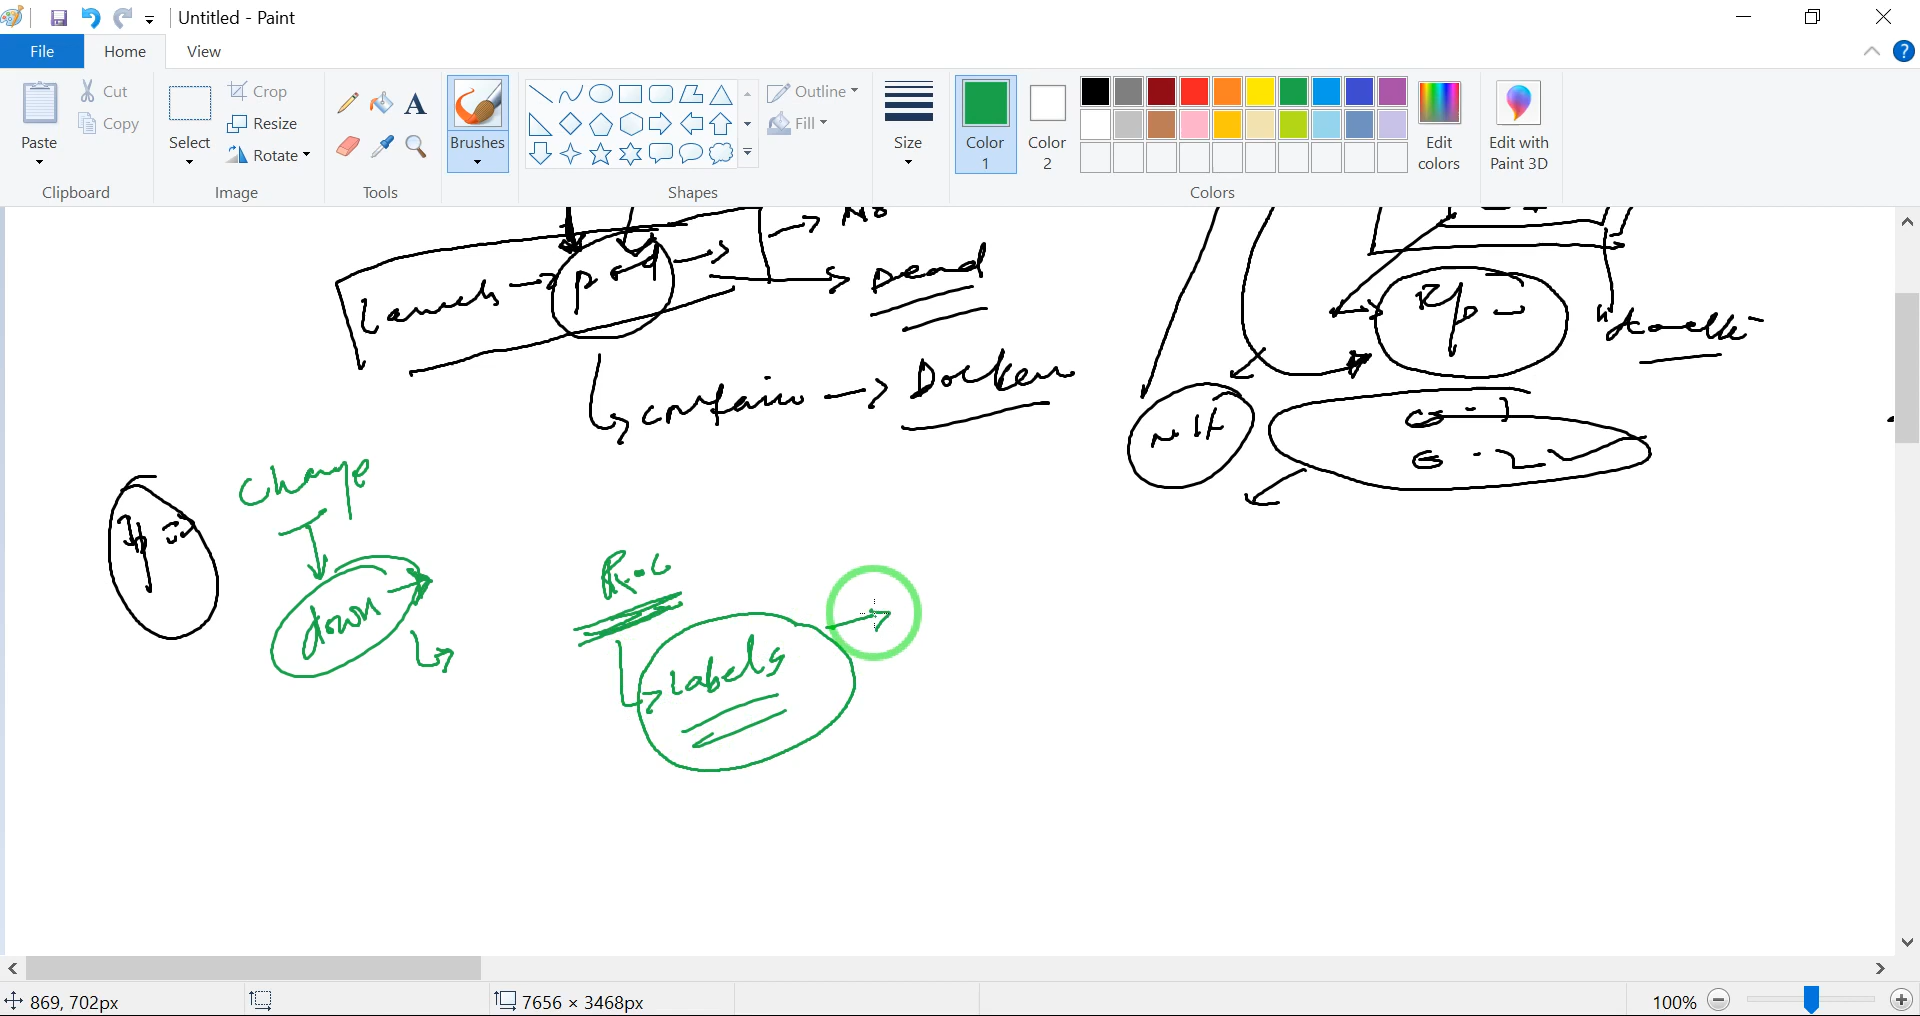 Untitled - Paint
File
Home
View
?
Paste
Cut
Copy
Clipboard
Select
Crop
Resize
Rotate
Image
A
Tools
Brushes
Shapes
Outline
Fill
Size
Color
1
Color
2
Edit
colors
Colors
Edit with
Paint 3D
No
Launch
pod
Dead
contain
Docker
change
down
R.C
Labels
869, 702px
7656 × 3468px
100%